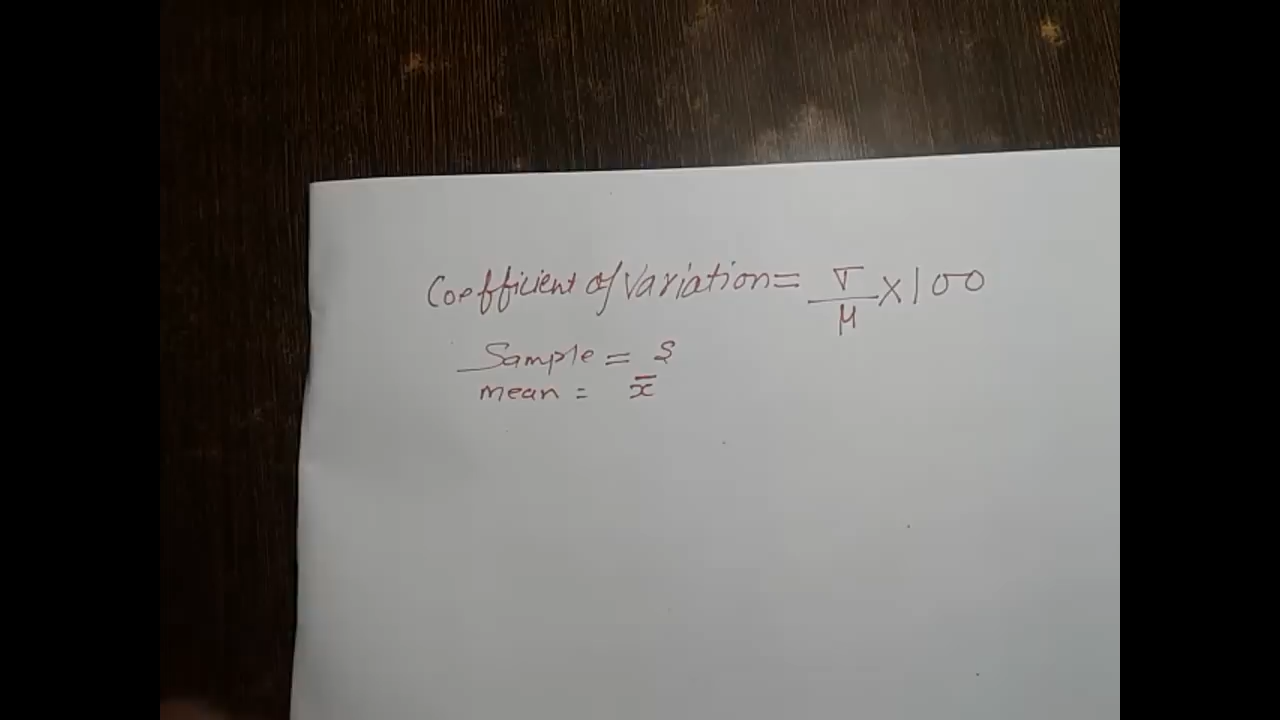 Coefficient of Variation = σ/μ × 100
Sample = s
mean = x̄